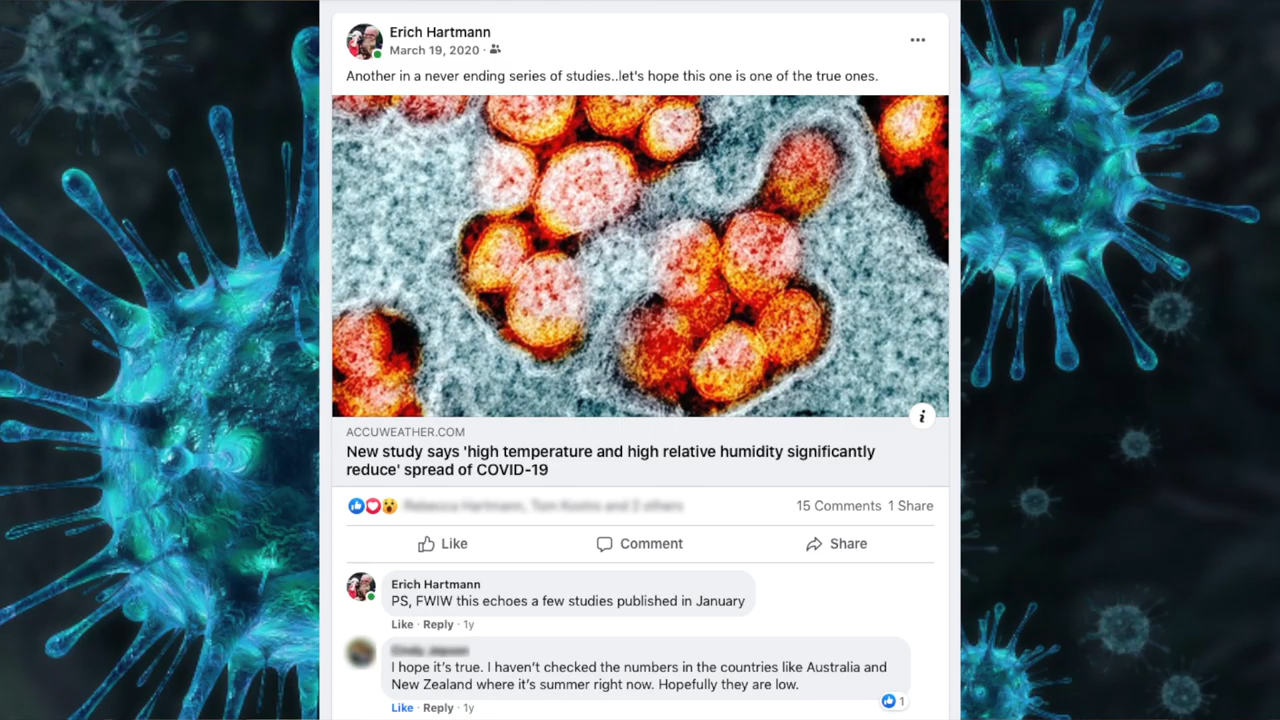 Erich Hartmann
March 19, 2020 ·
Another in a never ending series of studies..let's hope this one is one of the true ones.
i
ACCUWEATHER.COM
New study says 'high temperature and high relative humidity significantly
reduce' spread of COVID-19
15 Comments 1 Share
Like Comment Share
Erich Hartmann
PS, FWIW this echoes a few studies published in January
Like · Reply · 1y
I hope it's true. I haven't checked the numbers in the countries like Australia and
New Zealand where it's summer right now. Hopefully they are low.
1
Like · Reply · 1y